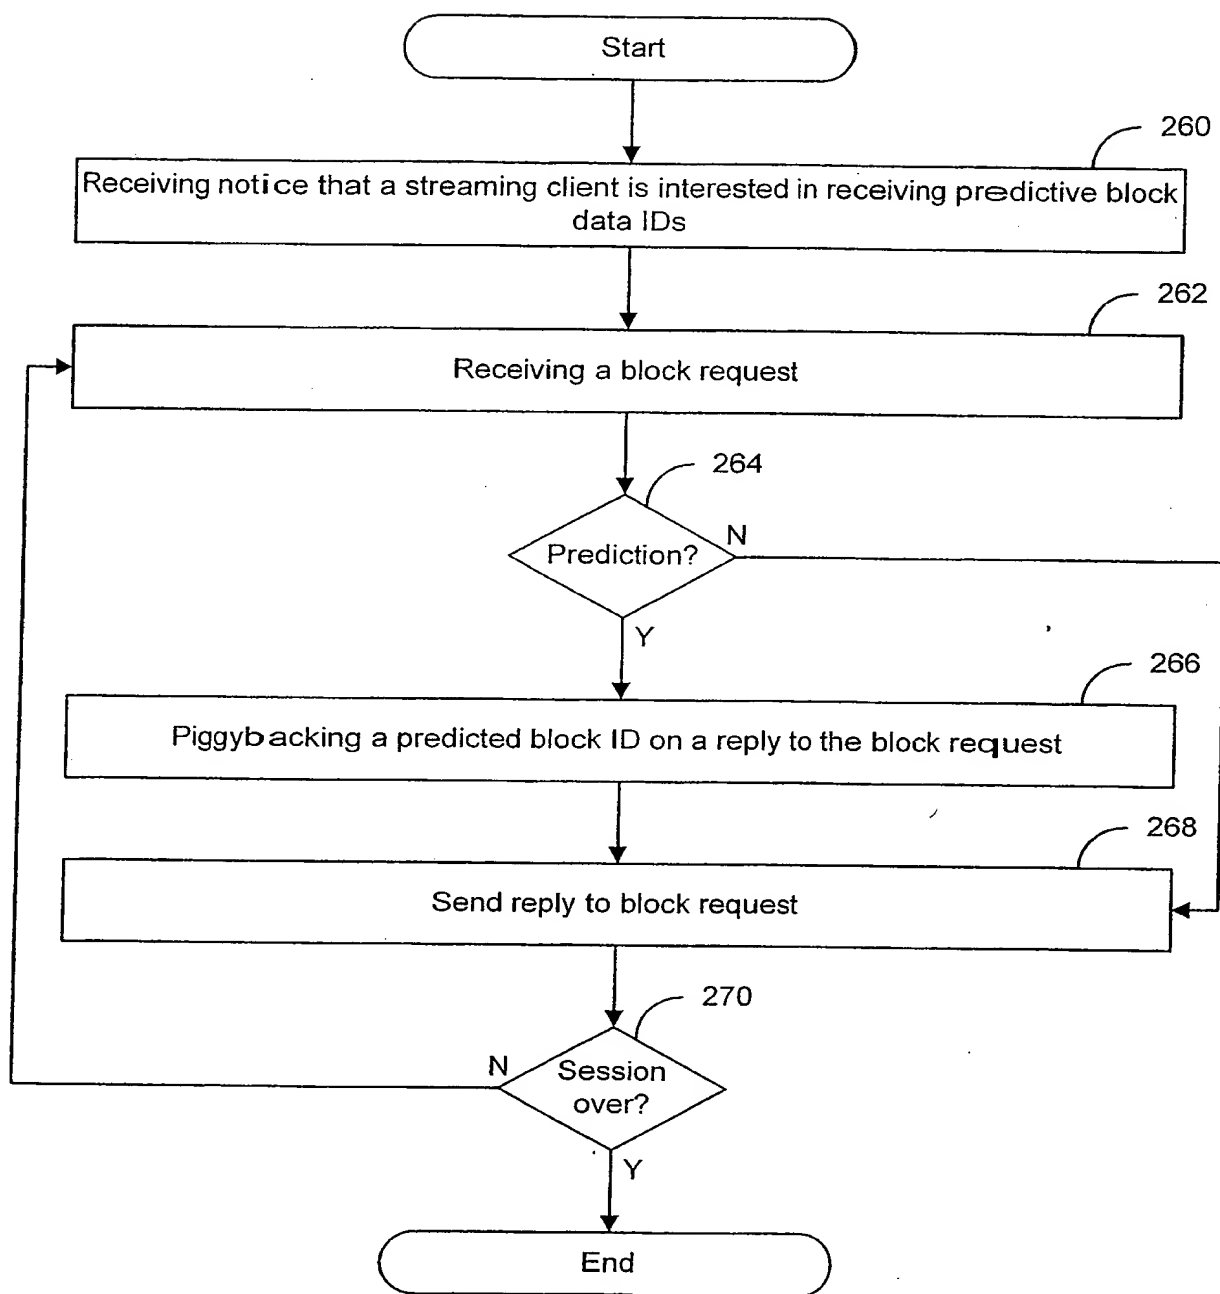 Start
260
Receiving notice that a streaming client is interested in receiving predictive block
data IDs
262
Receiving a block request
264
Prediction?
N
Y
266
Piggybacking a predicted block ID on a reply to the block request
268
Send reply to block request
270
N
Session
over?
Y
End